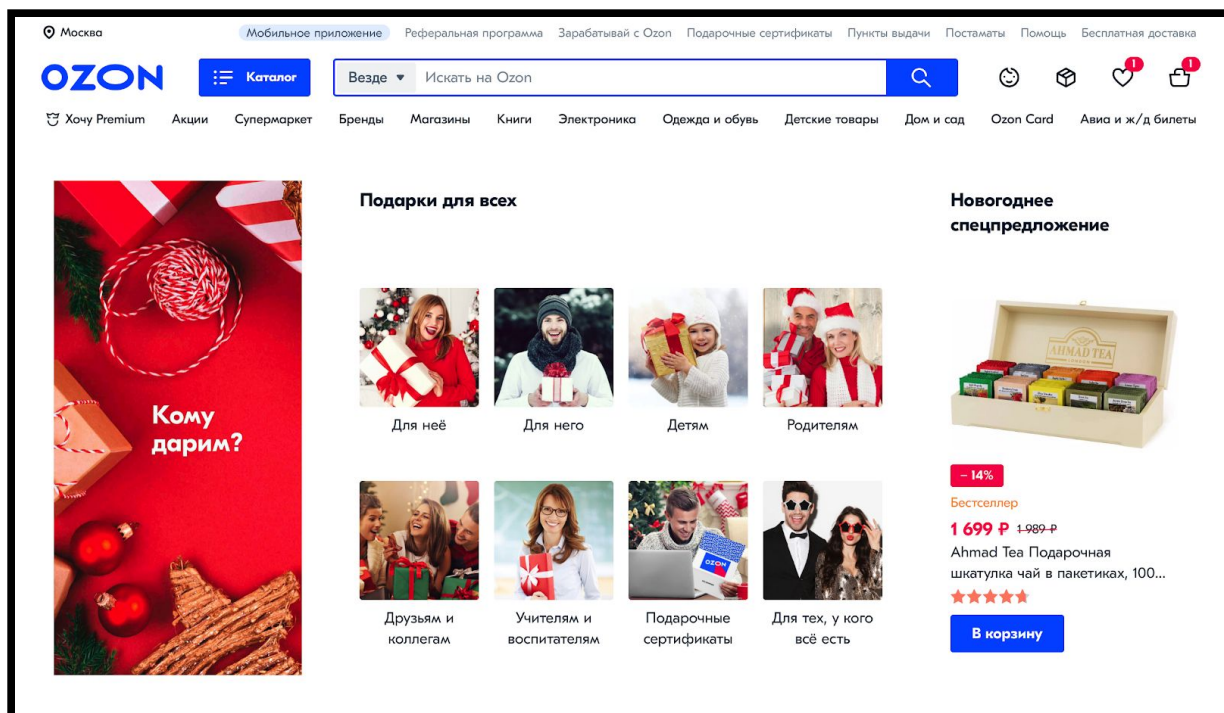 Москва
Мобильное приложение Реферальная программа Зарабатывай с Ozon Подарочные сертификаты Пункты выдачи Постаматы Помощь Бесплатная доставка
OZON Каталог Везде Искать на Ozon 1 1
Хочу Premium Акции Супермаркет Бренды Магазины Книги Электроника Одежда и обувь Детские товары Дом и сад Ozon Card Авиа и ж/д билеты
Кому
дарим?
Подарки для всех
Для неё
Для него
Детям
Родителям
OZON
Друзьям и
коллегам
Учителям и
воспитателям
Подарочные
сертификаты
Для тех, у кого
всё есть
Новогоднее
спецпредложение
AHMAD TEA
– 14%
Бестселлер
1 699 ₽ 1 989 ₽
Ahmad Tea Подарочная
шкатулка чай в пакетиках, 100...
В корзину